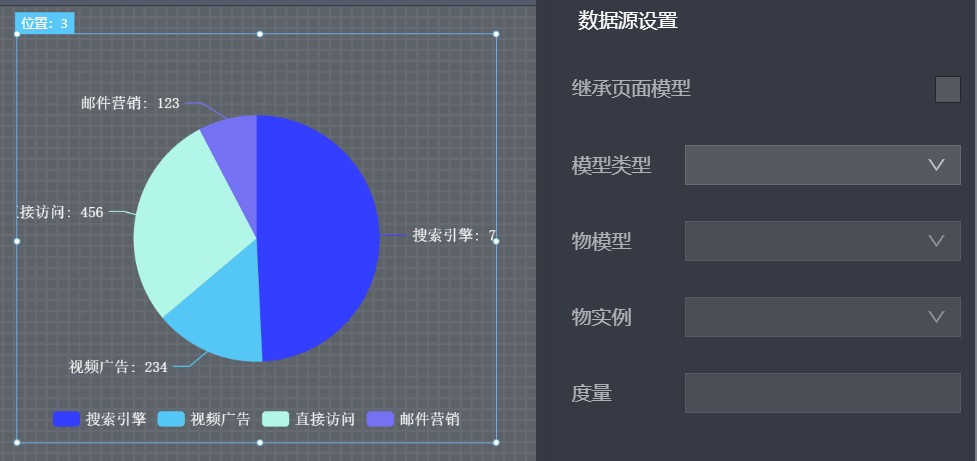 位置：3
邮件营销: 123
接访问: 456
搜索引擎: 7
视频广告: 234
搜索引擎 视频广告 直接访问 邮件营销
数据源设置
继承页面模型
模型类型
物模型
物实例
度量